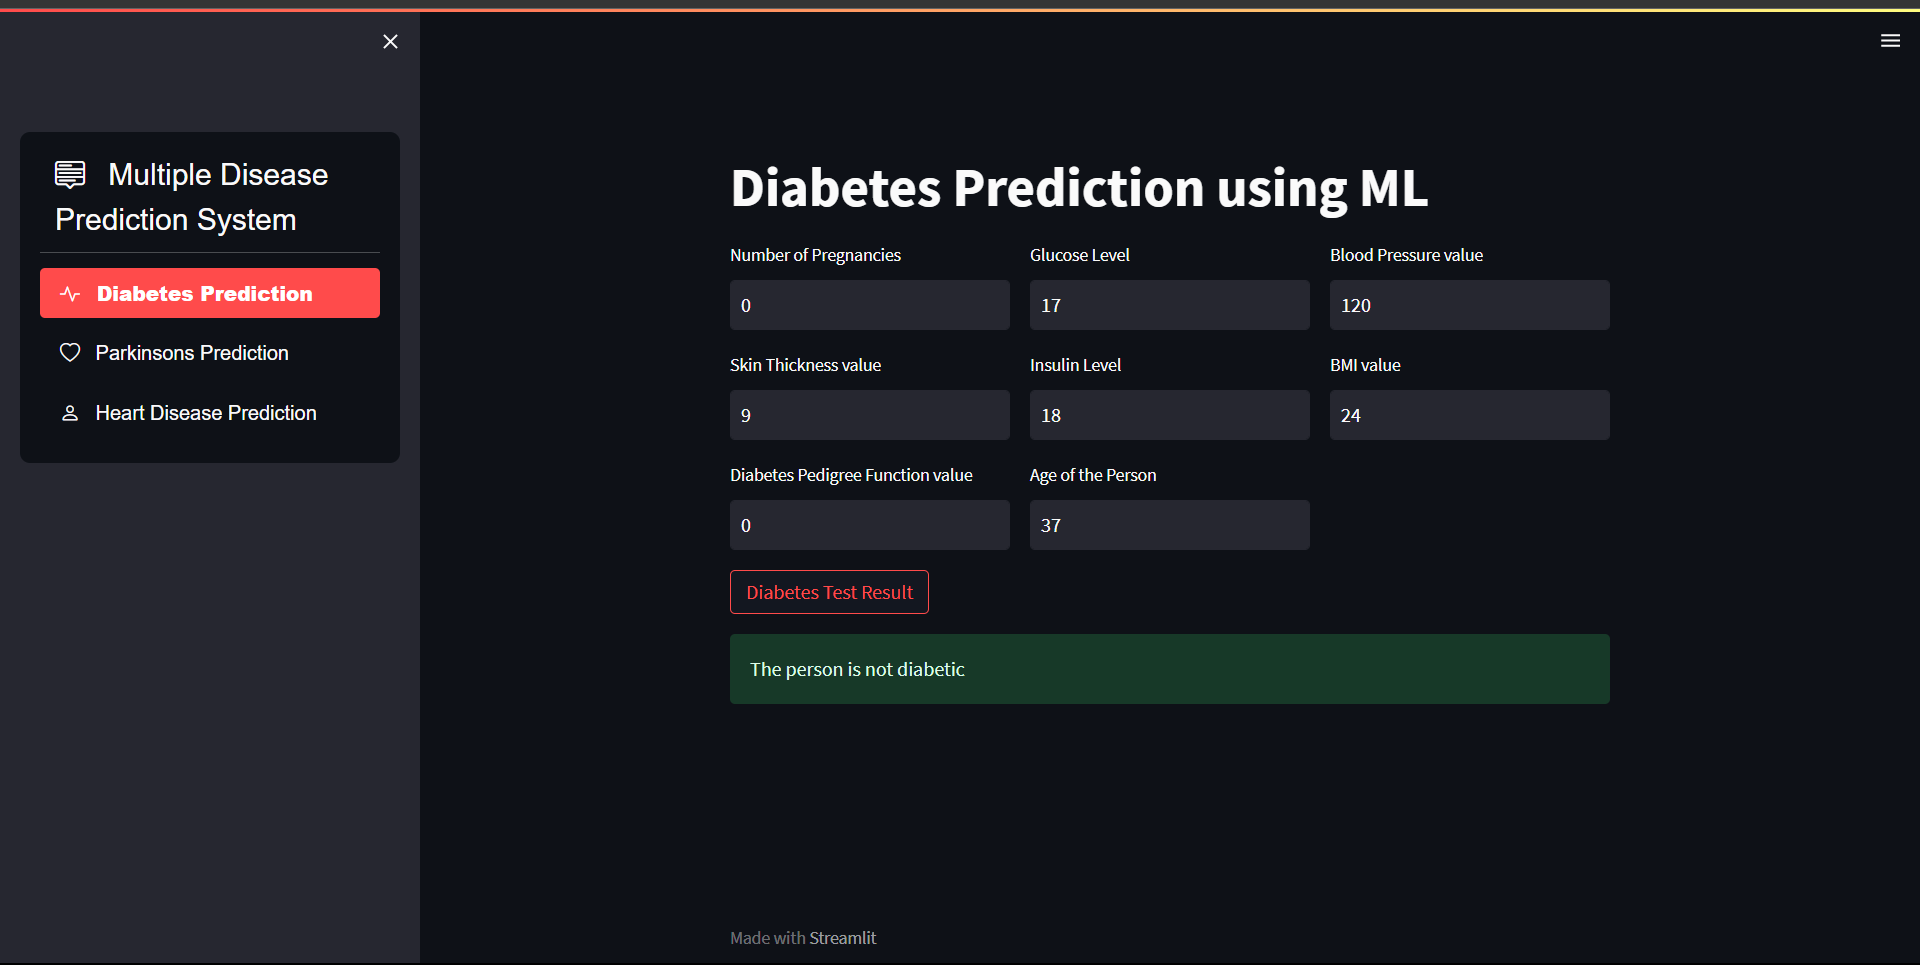 Multiple Disease
Prediction System
Diabetes Prediction
Parkinsons Prediction
Heart Disease Prediction
Diabetes Prediction using ML
Number of Pregnancies
Glucose Level
Blood Pressure value
0
17
120
Skin Thickness value
Insulin Level
BMI value
9
18
24
Diabetes Pedigree Function value
Age of the Person
0
37
Diabetes Test Result
The person is not diabetic
Made with Streamlit